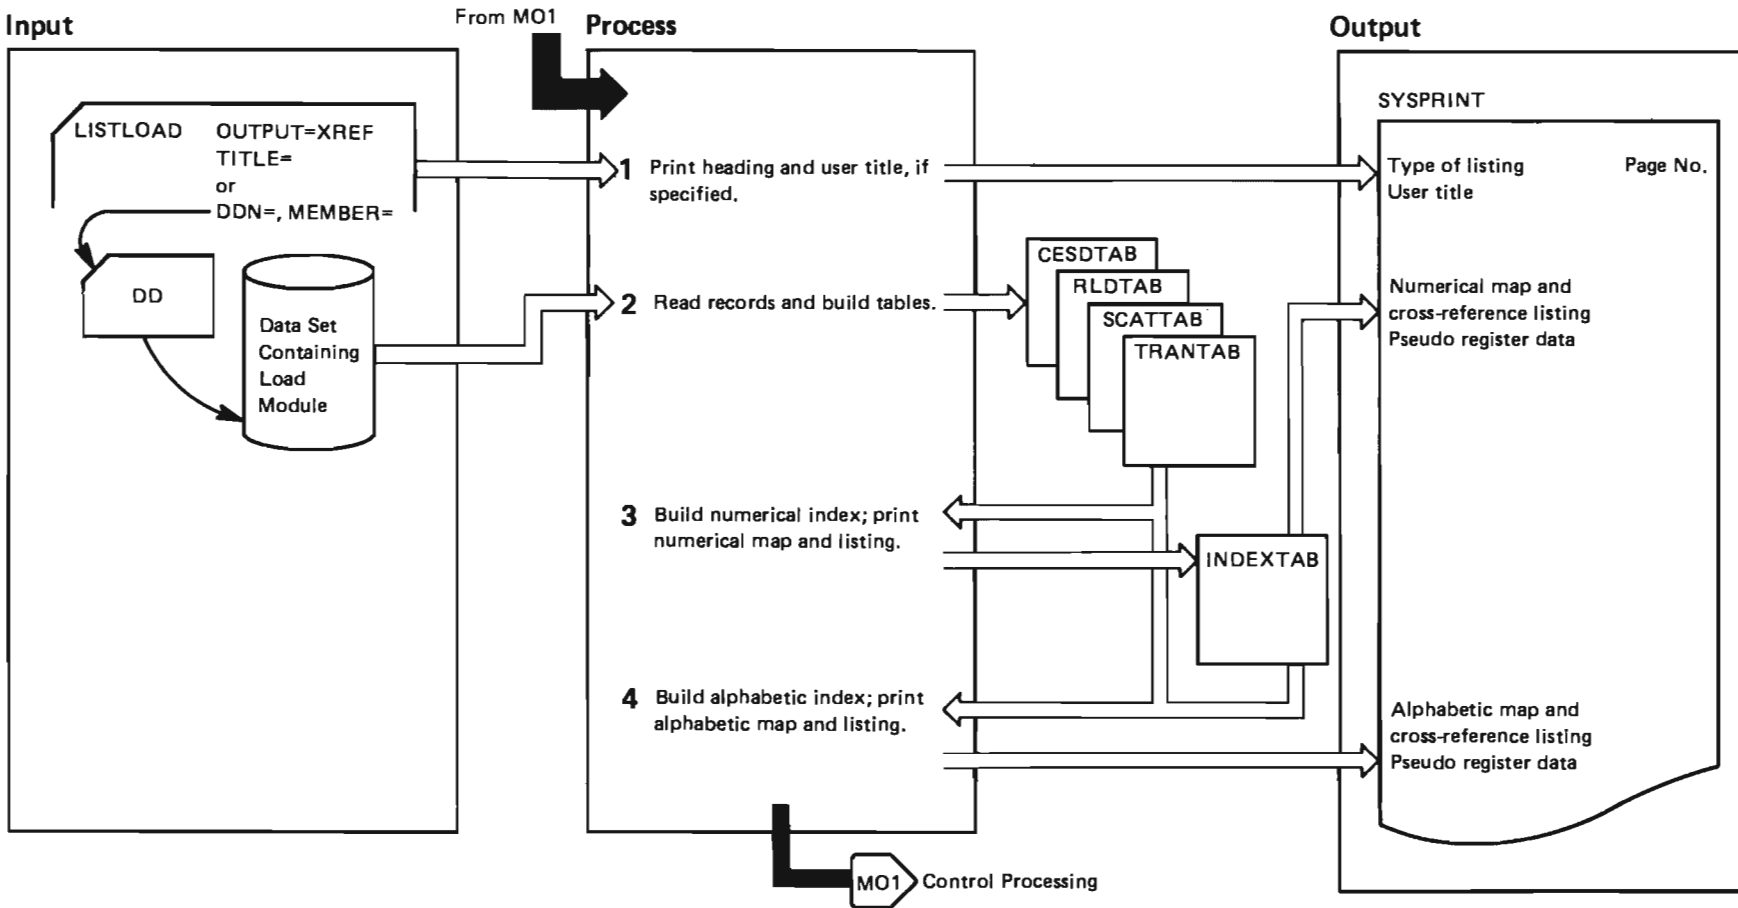 From MO1
Input
Process
Output
LISTLOAD OUTPUT=XREF
TITLE=
or
DDN=, MEMBER=
DD
Data Set
Containing
Load
Module
1 Print heading and user title, if
specified.
2 Read records and build tables.
CESDTAB
RLDTAB
SCATTAB
TRANTAB
3 Build numerical index; print
numerical map and listing.
INDEXTAB
4 Build alphabetic index; print
alphabetic map and listing.
SYSPRINT
Type of listing Page No.
User title
Numerical map and
cross-reference listing
Pseudo register data
Alphabetic map and
cross-reference listing
Pseudo register data
MO1 Control Processing